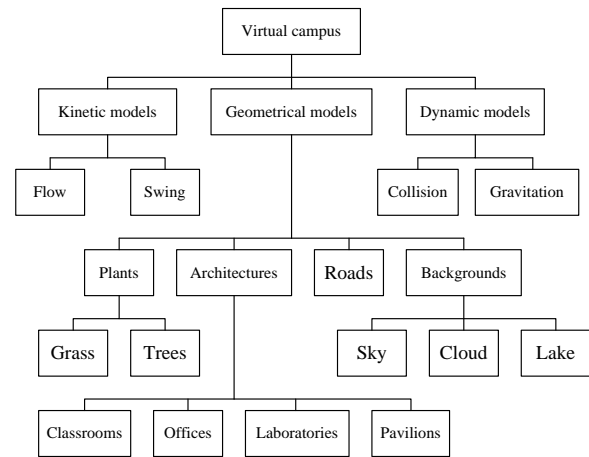 Virtual campus
Kinetic models
Geometrical models
Dynamic models
Flow
Swing
Collision
Gravitation
Plants
Architectures
Roads
Backgrounds
Grass
Trees
Sky
Cloud
Lake
Classrooms
Offices
Laboratories
Pavilions